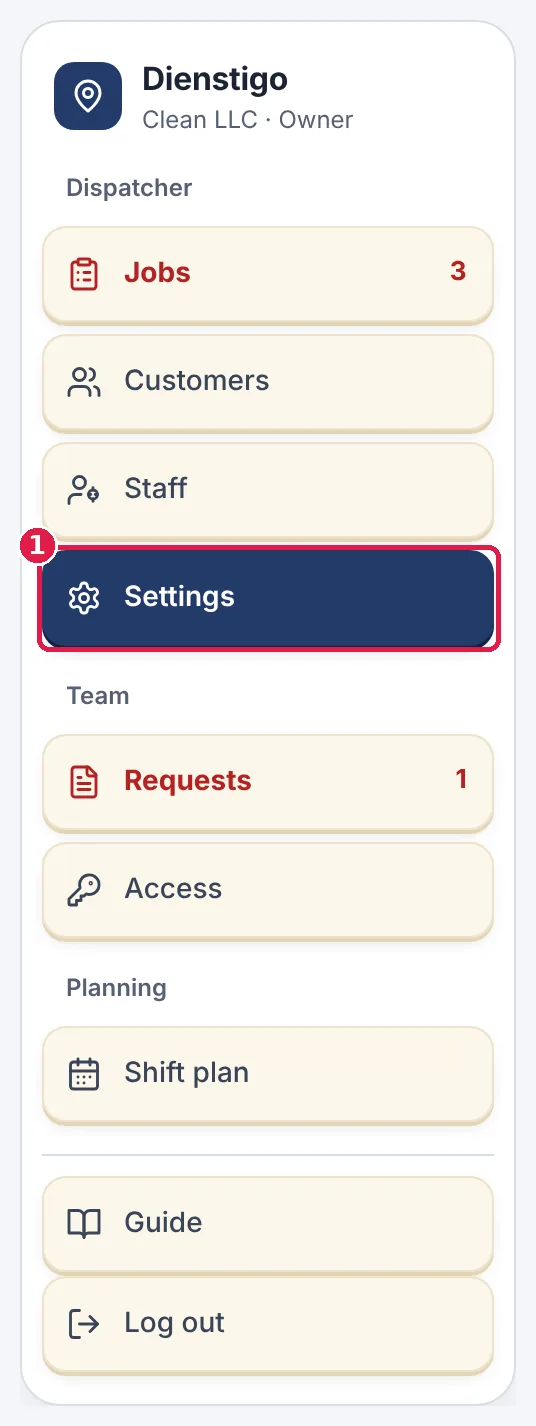 Dienstigo
Clean LLC · Owner
Dispatcher
Jobs 3
Customers
Staff
1
Settings
Team
Requests 1
Access
Planning
Shift plan
Guide
Log out